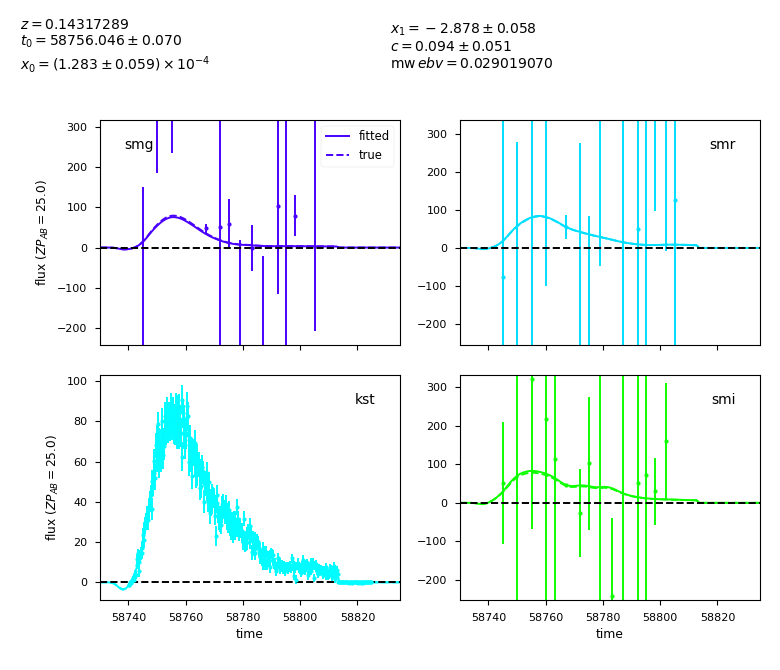 z = 0.14317289
t₀ = 58756.046 ± 0.070
x₀ = (1.283 ± 0.059) × 10⁻⁴
x₁ = −2.878 ± 0.058
c = 0.094 ± 0.051
mw ebv = 0.029019070
smg
fitted
true
300
200
100
0
−100
−200
flux (ZP_AB = 25.0)
smr
300
200
100
0
−100
−200
kst
100
80
60
40
20
0
flux (ZP_AB = 25.0)
58740 58760 58780 58800 58820
time
smi
300
200
100
0
−100
−200
58740 58760 58780 58800 58820
time